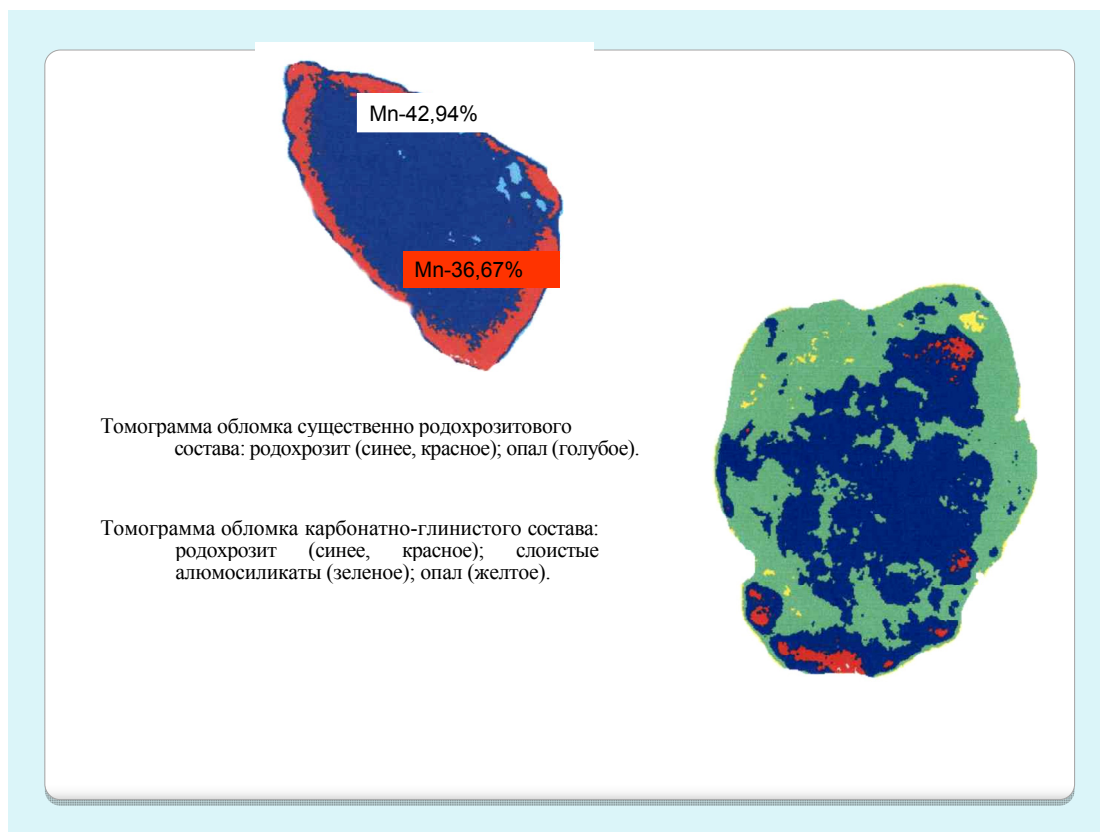 Mn-42,94%
Mn-36,67%
Томограмма обломка существенно родохрозитового
состава: родохрозит (синее, красное); опал (голубое).
Томограмма обломка карбонатно-глинистого состава:
родохрозит (синее, красное); слоистые
алюмосиликаты (зеленое); опал (желтое).